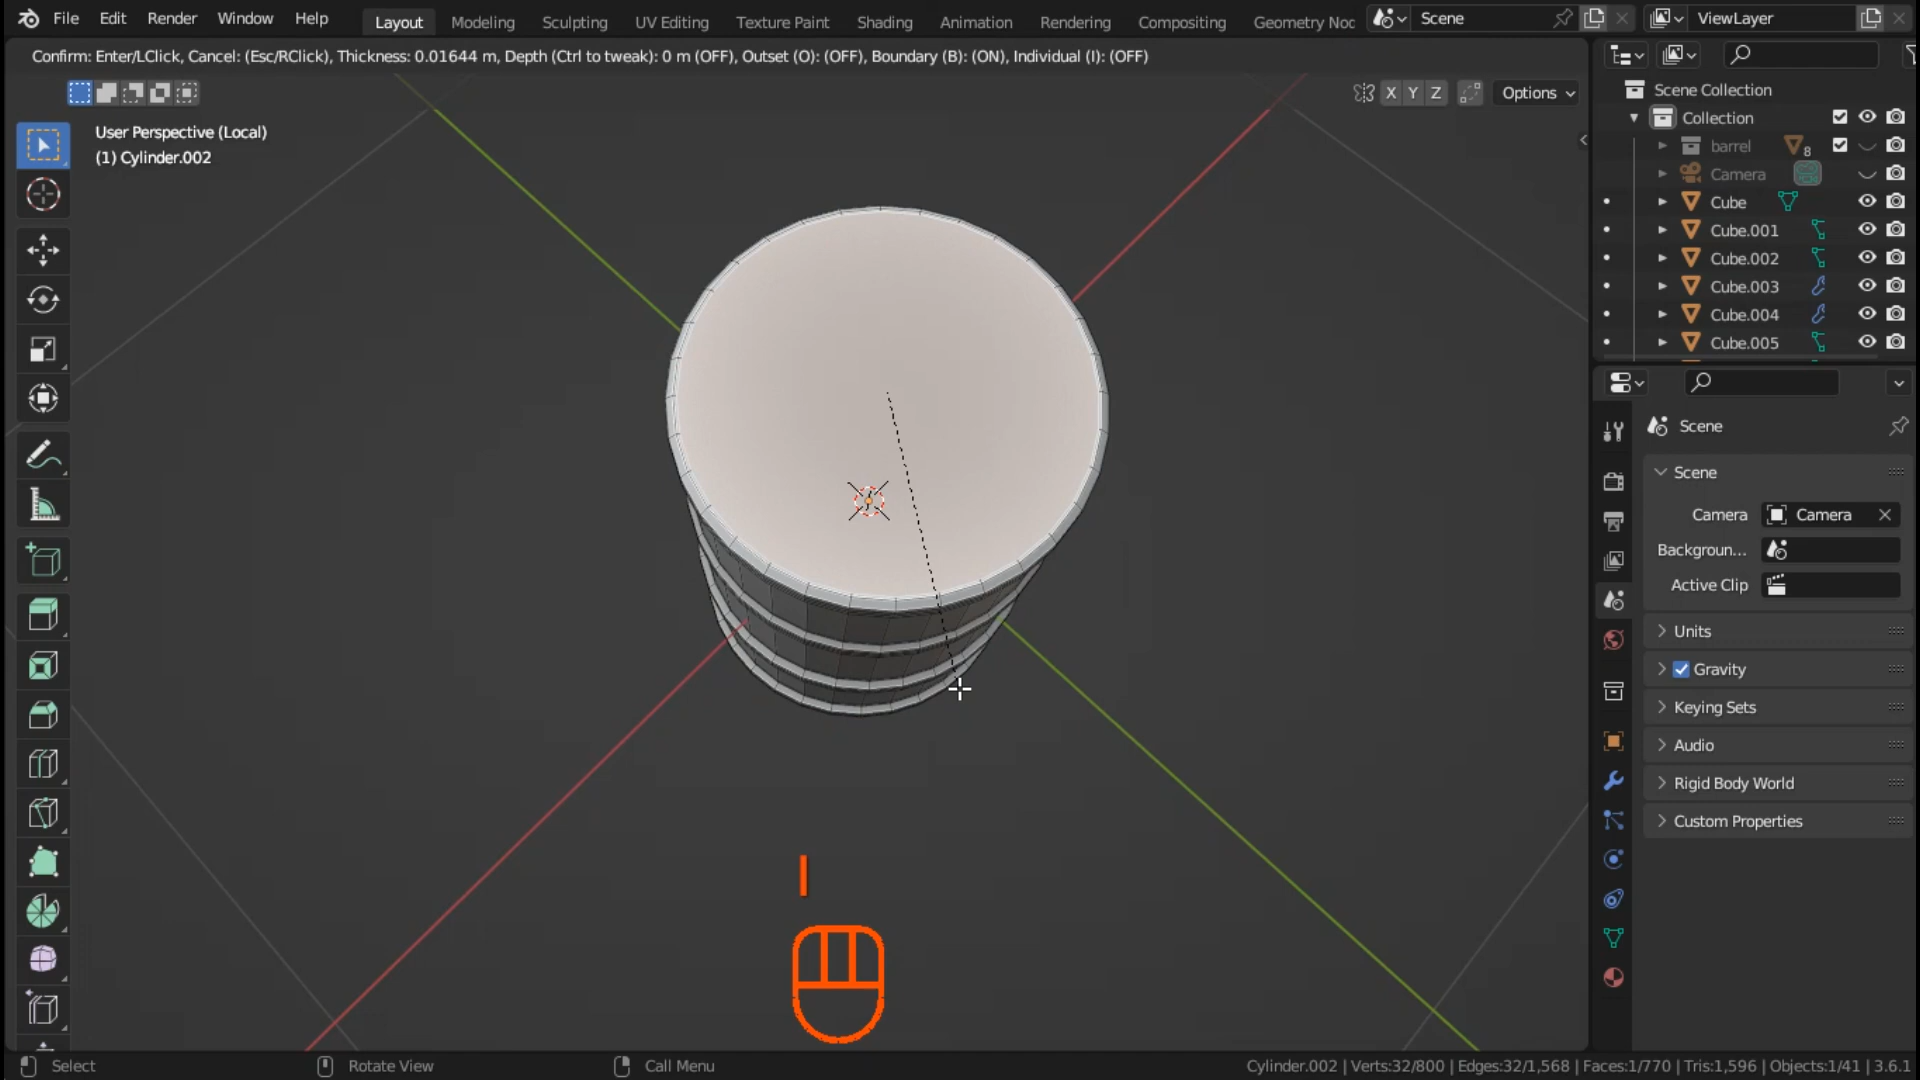 File Edit Render Window Help Layout Modeling Sculpting UV Editing Texture Paint Shading Animation Rendering Compositing Geometry Noc Scene ViewLayer
Confirm: Enter/LClick, Cancel: (Esc/RClick), Thickness: 0.01644 m, Depth (Ctrl to tweak): 0 m (OFF), Outset (O): (OFF), Boundary (B): (ON), Individual (I): (OFF)
X Y Z Options
User Perspective (Local)
(1) Cylinder.002
Scene Collection
Collection
barrel 8
Camera
Cube
Cube.001
Cube.002
Cube.003
Cube.004
Cube.005
Scene
Scene
Camera Camera
Backgroun...
Active Clip
Units
Gravity
Keying Sets
Audio
Rigid Body World
Custom Properties
I
Select Rotate View Call Menu Cylinder.002 | Verts:32/800 | Edges:32/1,568 | Faces:1/770 | Tris:1,596 | Objects:1/41 | 3.6.1